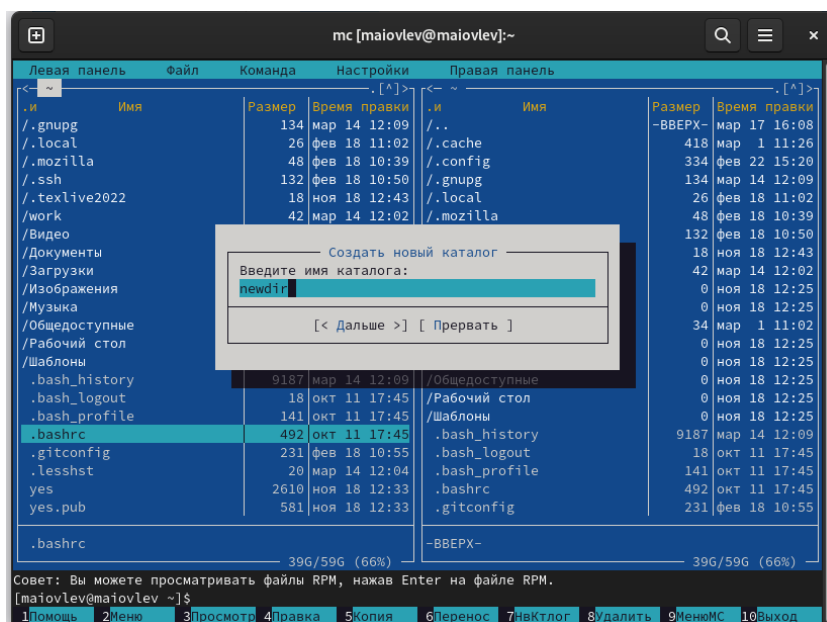 mc [maiovlev@maiovlev]:~
Левая панель Файл Команда Настройки Правая панель
<- ~ .[^]> <- ~ .[^]>
.и Имя Размер Время правки .и Имя Размер Время правки
/.gnupg 134 мар 14 12:09 /.. -ВВЕРХ- мар 17 16:08
/.local 26 фев 18 11:02 /.cache 418 мар 1 11:26
/.mozilla 48 фев 18 10:39 /.config 334 фев 22 15:20
/.ssh 132 фев 18 10:50 /.gnupg 134 мар 14 12:09
/.texlive2022 18 ноя 18 12:43 /.local 26 фев 18 11:02
/work 42 мар 14 12:02 /.mozilla 48 фев 18 10:39
/Видео 132 фев 18 10:50
/Документы Создать новый каталог 18 ноя 18 12:43
/Загрузки Введите имя каталога: 42 мар 14 12:02
/Изображения newdir 0 ноя 18 12:25
/Музыка 0 ноя 18 12:25
/Общедоступные [< Дальше >] [ Прервать ] 34 мар 1 11:02
/Рабочий стол 0 ноя 18 12:25
/Шаблоны 0 ноя 18 12:25
.bash_history 9187 мар 14 12:09 /Общедоступные 0 ноя 18 12:25
.bash_logout 18 окт 11 17:45 /Рабочий стол 0 ноя 18 12:25
.bash_profile 141 окт 11 17:45 /Шаблоны 0 ноя 18 12:25
.bashrc 492 окт 11 17:45 .bash_history 9187 мар 14 12:09
.gitconfig 231 фев 18 10:55 .bash_logout 18 окт 11 17:45
.lesshst 20 мар 14 12:04 .bash_profile 141 окт 11 17:45
yes 2610 ноя 18 12:33 .bashrc 492 окт 11 17:45
yes.pub 581 ноя 18 12:33 .gitconfig 231 фев 18 10:55
.bashrc -ВВЕРХ-
39G/59G (66%) 39G/59G (66%)
Совет: Вы можете просматривать файлы RPM, нажав Enter на файле RPM.
[maiovlev@maiovlev ~]$
1Помощь 2Меню 3Просмотр 4Правка 5Копия 6Перенос 7НвКтлог 8Удалить 9МенюMC 10Выход